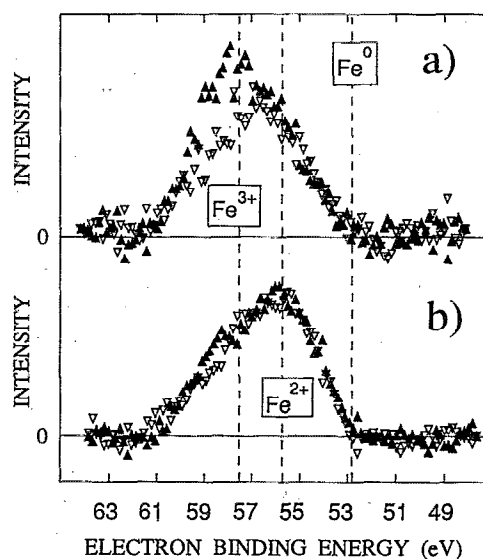 INTENSITY
a)
Fe0
Fe3+
0
INTENSITY
b)
Fe2+
0
63 61 59 57 55 53 51 49
ELECTRON BINDING ENERGY (eV)